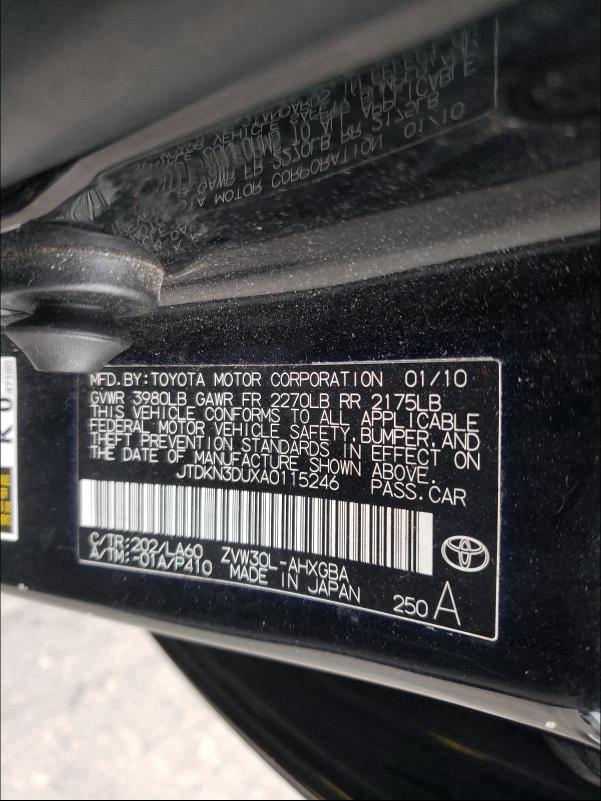 MFD.BY:TOYOTA MOTOR CORPORATION 01/10
GVWR 3980LB GAWR FR 2270LB RR 2175LB
THIS VEHICLE CONFORMS TO ALL APPLICABLE
FEDERAL MOTOR VEHICLE SAFETY,BUMPER,AND
THEFT PREVENTION STANDARDS IN EFFECT ON
THE DATE OF MANUFACTURE SHOWN ABOVE.
JTDKN3DUXA0115246 PASS.CAR
C/TR:202/LA60 ZVW30L-AHXGBA
A/TM:-01A/P410 MADE IN JAPAN
250 A